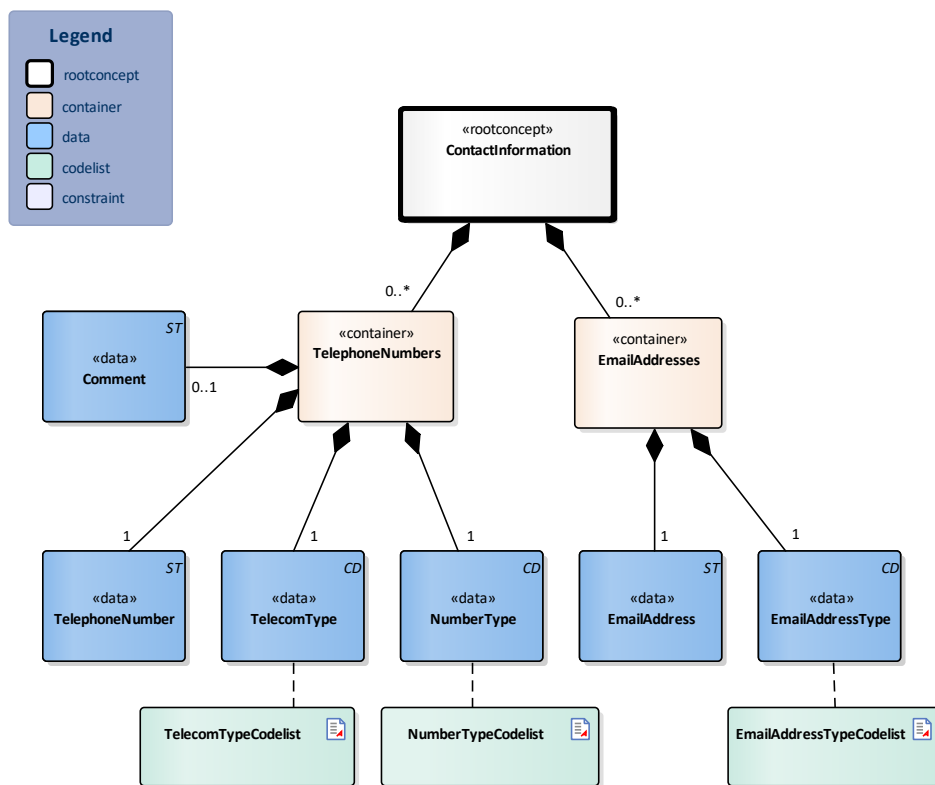 Legend
rootconcept
container
data
codelist
constraint
«rootconcept»
ContactInformation
0..*
0..*
ST
«data»
Comment
0..1
«container»
TelephoneNumbers
«container»
EmailAddresses
1
1
1
1
1
ST
«data»
TelephoneNumber
CD
«data»
TelecomType
CD
«data»
NumberType
ST
«data»
EmailAddress
CD
«data»
EmailAddressType
TelecomTypeCodelist
NumberTypeCodelist
EmailAddressTypeCodelist